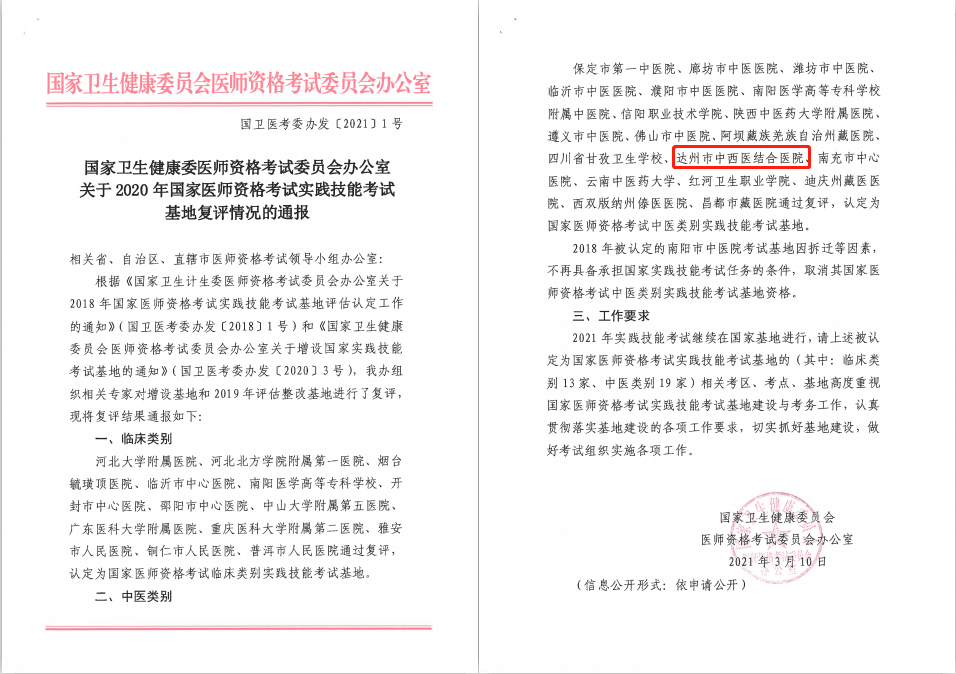 国家卫生健康委员会医师资格考试委员会办公室
国卫医考委办发〔2021〕1号
国家卫生健康委医师资格考试委员会办公室
关于2020年国家医师资格考试实践技能考试
基地复评情况的通报
相关省、自治区、直辖市医师资格考试领导小组办公室：
根据《国家卫生计生委医师资格考试委员会办公室关于
2018年国家医师资格考试实践技能考试基地评估认定工作
的通知》（国卫医考委办发〔2018〕1号）和《国家卫生健康
委员会医师资格考试委员会办公室关于增设国家实践技能
考试基地的通知》（国卫医考委办发〔2020〕3号），我办组
织相关专家对增设基地和2019年评估整改基地进行了复评，
现将复评结果通报如下：
一、临床类别
河北大学附属医院、河北北方学院附属第一医院、烟台
毓璜顶医院、临沂市中心医院、南阳医学高等专科学校、开
封市中心医院、邵阳市中心医院、中山大学附属第五医院、
广东医科大学附属医院、重庆医科大学附属第二医院、雅安
市人民医院、铜仁市人民医院、普洱市人民医院通过复评，
认定为国家医师资格考试临床类别实践技能考试基地。
二、中医类别
保定市第一中医院、廊坊市中医医院、潍坊市中医院、
临沂市中医医院、濮阳市中医医院、南阳医学高等专科学校
附属中医院、信阳职业技术学院、陕西中医药大学附属医院、
遵义市中医院、佛山市中医院、阿坝藏族羌族自治州藏医院、
四川省甘孜卫生学校、达州市中西医结合医院、南充市中心
医院、云南中医药大学、红河卫生职业学院、迪庆州藏医医
院、西双版纳州傣医医院、昌都市藏医院通过复评，认定为
国家医师资格考试中医类别实践技能考试基地。
2018年被认定的南阳市中医院考试基地因拆迁等因素，
不再具备承担国家实践技能考试任务的条件，取消其国家医
师资格考试中医类别实践技能考试基地资格。
三、工作要求
2021年实践技能考试继续在国家基地进行，请上述被认
定为国家医师资格考试实践技能考试基地的（其中：临床类
别13家、中医类别19家）相关考区、考点、基地高度重视
国家医师资格考试实践技能考试基地建设与考务工作，认真
贯彻落实基地建设的各项工作要求，切实抓好基地建设，做
好考试组织实施各项工作。
国家卫生健康委员会
医师资格考试委员会办公室
2021年3月10日
（信息公开形式：依申请公开）